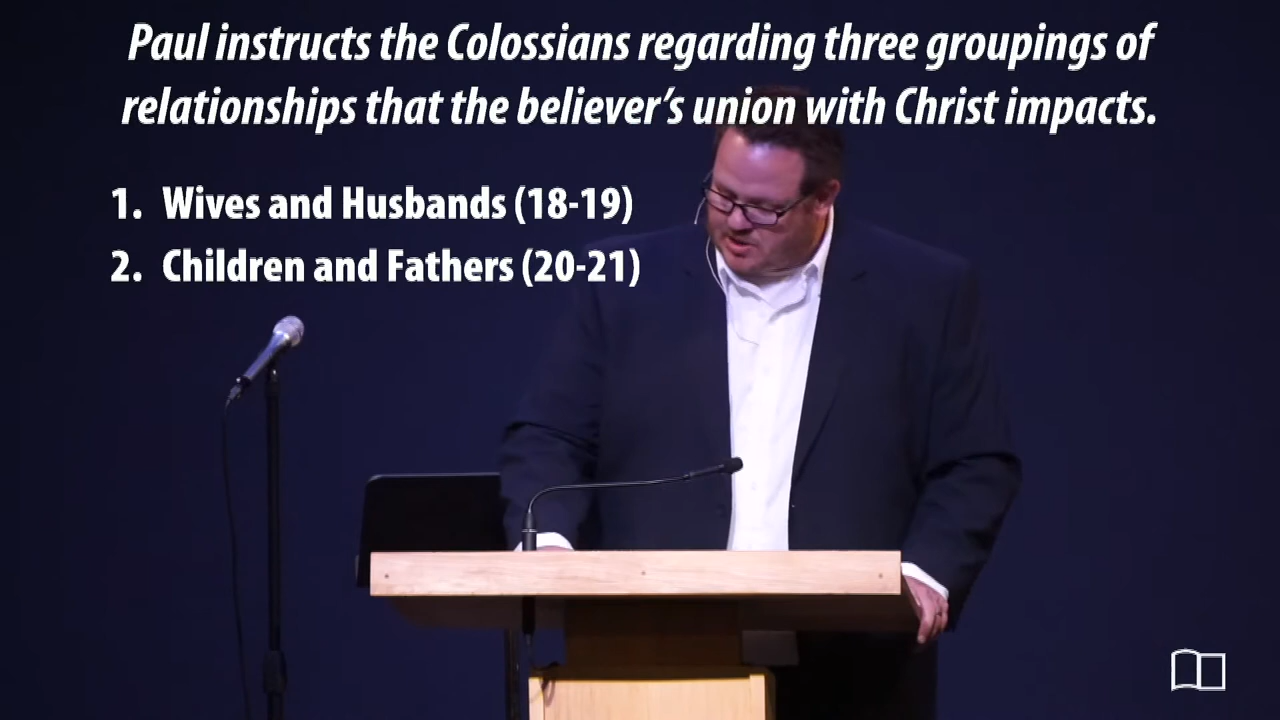 Paul instructs the Colossians regarding three groupings of
relationships that the believer’s union with Christ impacts.
1. Wives and Husbands (18-19)
2. Children and Fathers (20-21)